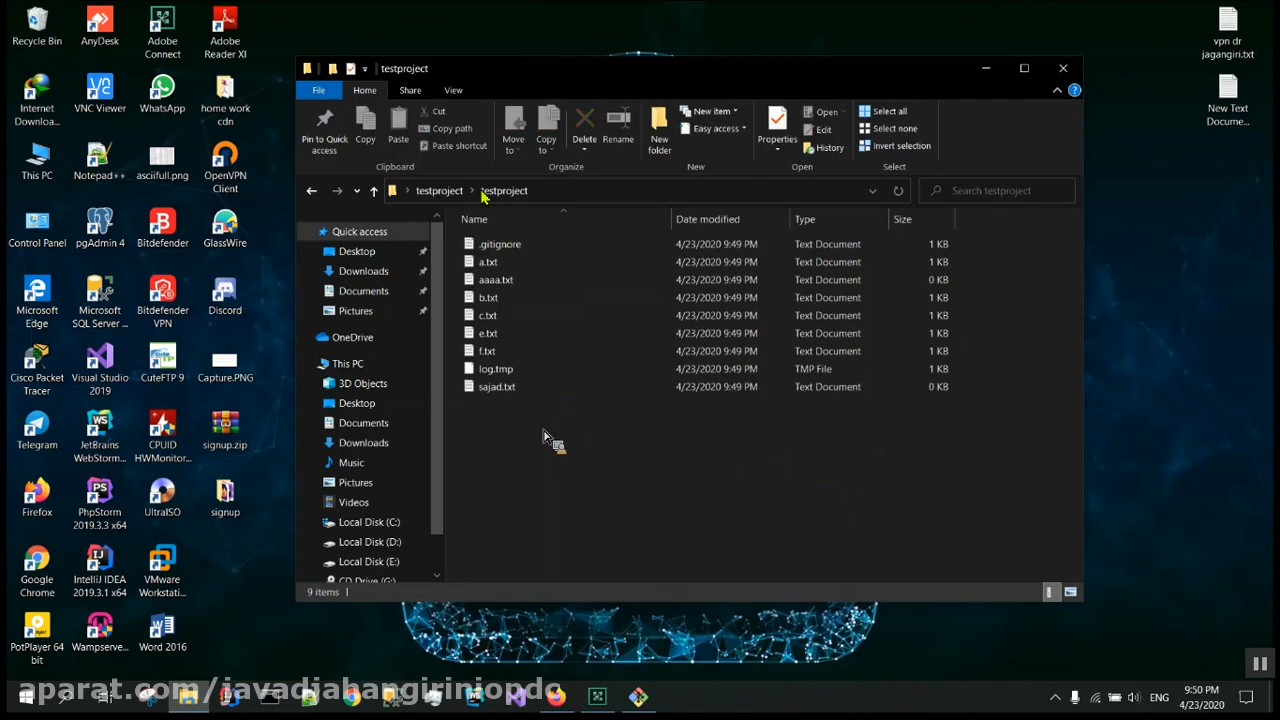 Recycle Bin
AnyDesk
Adobe
Connect
Adobe
Reader XI
Internet
Downloa...
VNC Viewer
WhatsApp
home work
cdn
This PC
Notepad++
asciifull.png
OpenVPN
Client
Control Panel
pgAdmin 4
Bitdefender
GlassWire
Microsoft
Edge
Microsoft
SQL Server ...
Bitdefender
VPN
Discord
Cisco Packet
Tracer
Visual Studio
2019
CuteFTP 9
Capture.PNG
Telegram
JetBrains
WebStorm...
CPUID
HWMonitor...
signup.zip
Firefox
PhpStorm
2019.3.3 x64
UltraISO
signup
Google
Chrome
IntelliJ IDEA
2019.3.1 x64
VMware
Workstati...
PotPlayer 64
bit
Wampserve...
Word 2016
vpn dr
jagangiri.txt
New Text
Docume...
testproject
File
Home
Share
View
Pin to Quick
access
Copy
Paste
Cut
Copy path
Paste shortcut
Clipboard
Move
to
Copy
to
Delete
Rename
Organize
New
folder
New item
Easy access
New
Properties
Open
Edit
History
Open
Select all
Select none
Invert selection
Select
testproject
testproject
Search testproject
Quick access
Desktop
Downloads
Documents
Pictures
OneDrive
This PC
3D Objects
Desktop
Documents
Downloads
Music
Pictures
Videos
Local Disk (C:)
Local Disk (D:)
Local Disk (E:)
CD Drive (G:)
Name Date modified Type Size
.gitignore 4/23/2020 9:49 PM Text Document 1 KB
a.txt 4/23/2020 9:49 PM Text Document 1 KB
aaaa.txt 4/23/2020 9:49 PM Text Document 0 KB
b.txt 4/23/2020 9:49 PM Text Document 1 KB
c.txt 4/23/2020 9:49 PM Text Document 1 KB
e.txt 4/23/2020 9:49 PM Text Document 1 KB
f.txt 4/23/2020 9:49 PM Text Document 1 KB
log.tmp 4/23/2020 9:49 PM TMP File 1 KB
sajad.txt 4/23/2020 9:49 PM Text Document 0 KB
9 items
ENG
9:50 PM
4/23/2020